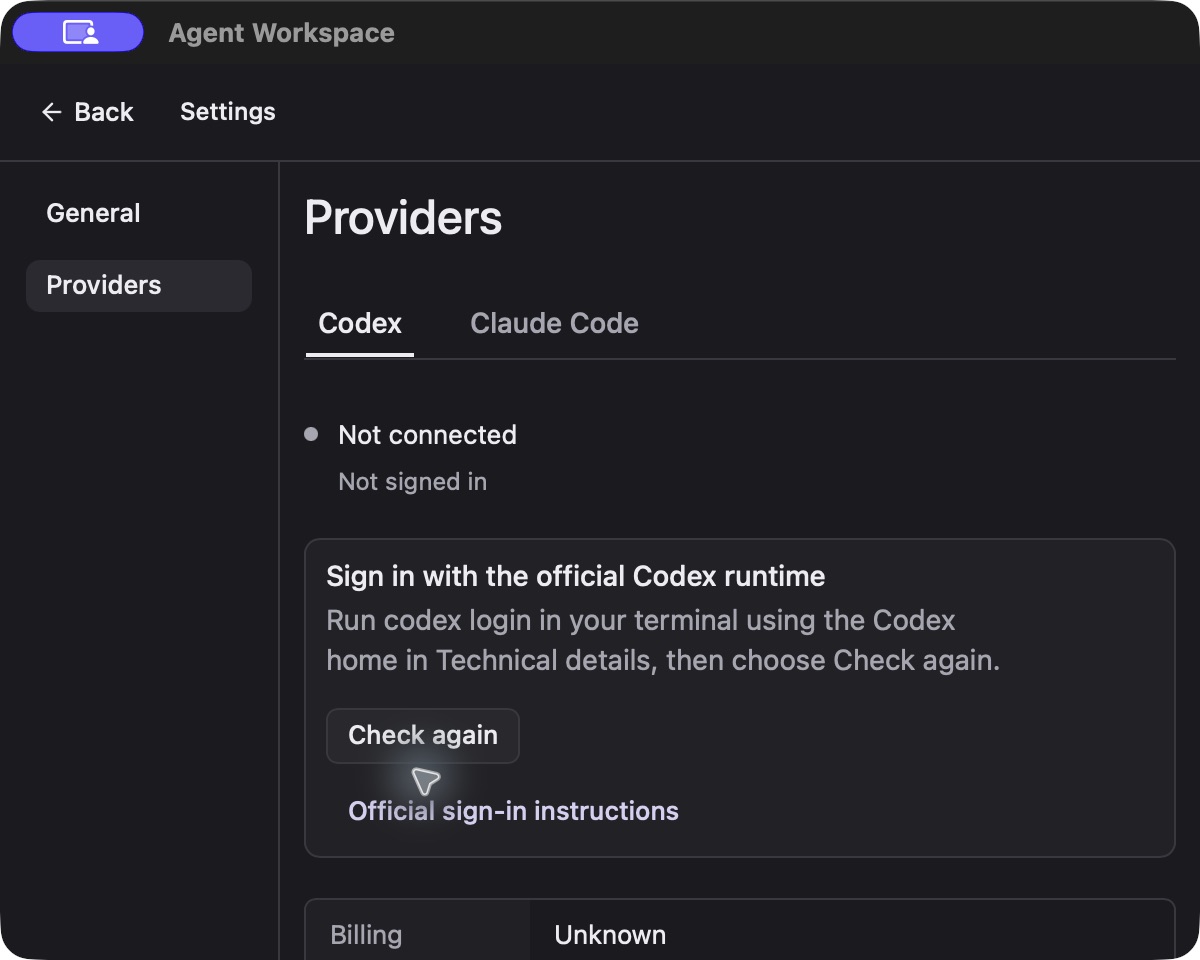 Agent Workspace
← Back
Settings
General
Providers
Providers
Codex
Claude Code
Not connected
Not signed in
Sign in with the official Codex runtime
Run codex login in your terminal using the Codex
home in Technical details, then choose Check again.
Check again
Official sign-in instructions
Billing
Unknown